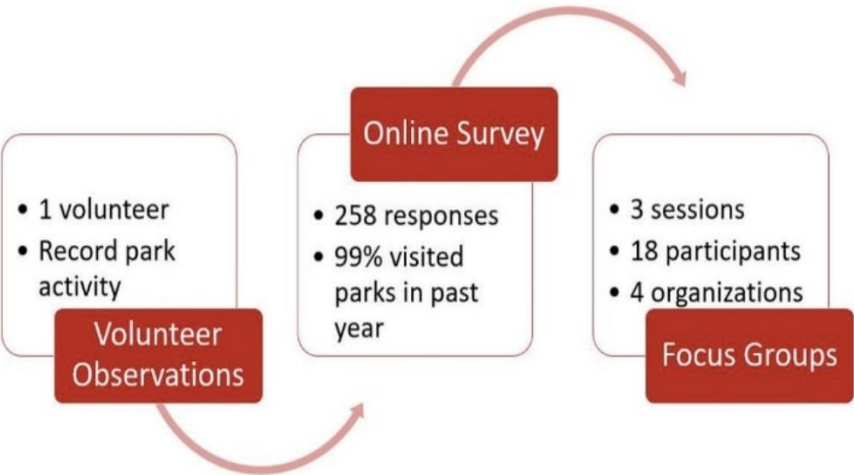 • 1 volunteer
• Record park
activity
Volunteer
Observations
Online Survey
• 258 responses
• 99% visited
parks in past
year
• 3 sessions
• 18 participants
• 4 organizations
Focus Groups